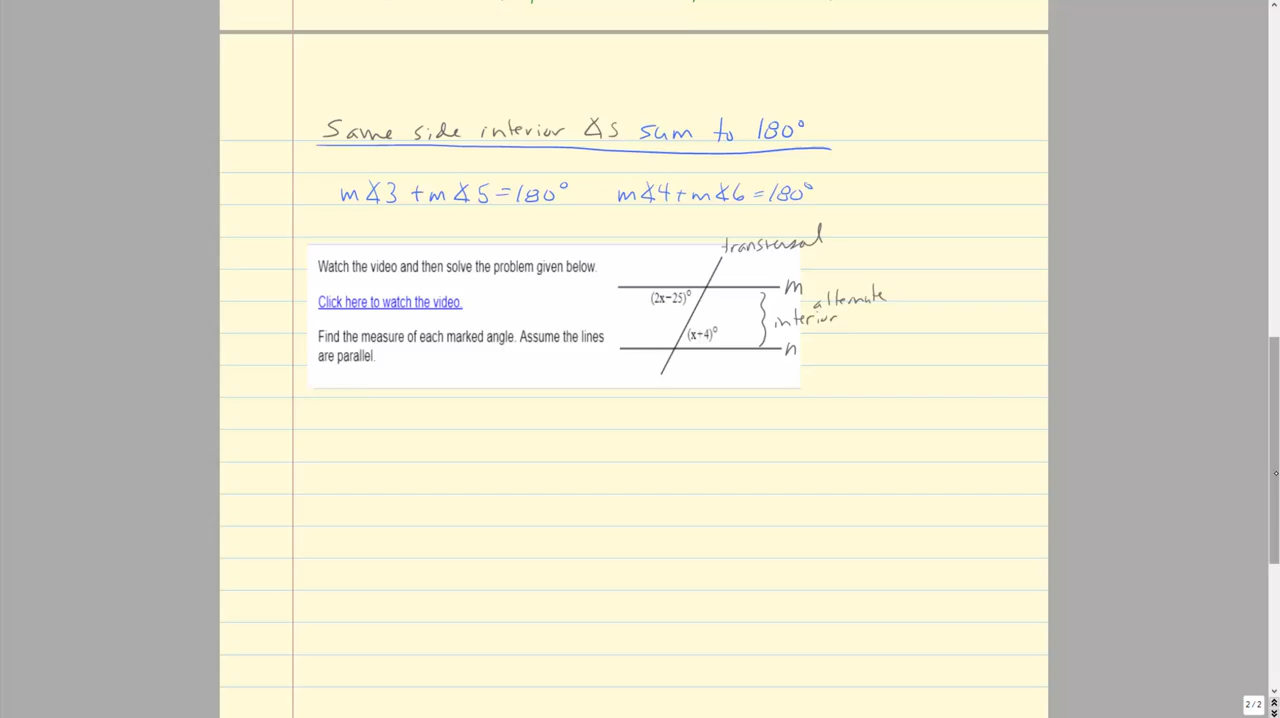 Same side interior ∡s sum to 180°
m∡3 + m∡5 = 180° m∡4 + m∡6 = 180°
transversal
Watch the video and then solve the problem given below.
(2x−25)° m
Click here to watch the video.
alternate
interior
Find the measure of each marked angle. Assume the lines
are parallel.
(x+4)°
n
2 / 2